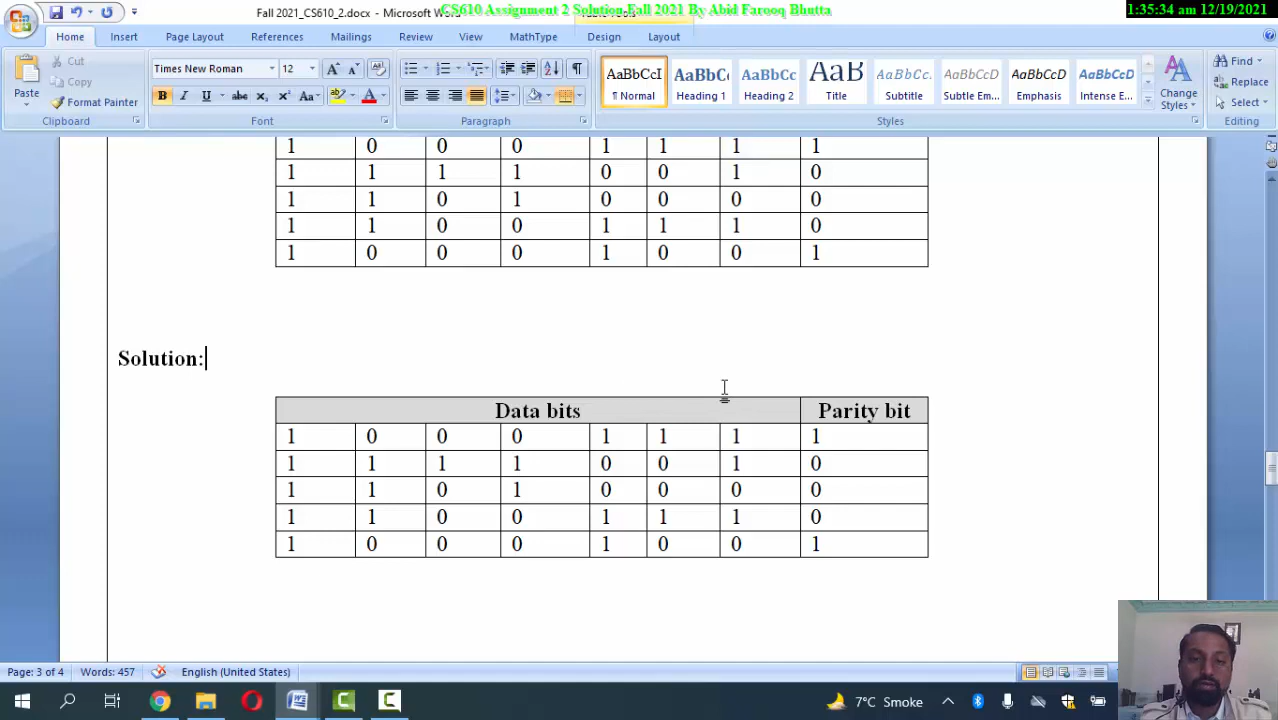 Fall 2021_CS610_2.docx - Microsoft Word
CS610 Assignment 2 Solution Fall 2021 By Abid Farooq Bhutta
1:35:34 am 12/19/2021
Home Insert Page Layout References Mailings Review View MathType Design Layout
Paste
Cut
Copy
Format Painter
Clipboard
Times New Roman 12
Font
Paragraph
AaBbCcI AaBbC AaBbCc AaB AaBbCc. AaBbCcD AaBbCcD AaBbCcD
¶ Normal Heading 1 Heading 2 Title Subtitle Subtle Em... Emphasis Intense E...
Change Styles
Styles
Find
Replace
Select
Editing
1 0 0 0 1 1 1 1
1 1 1 1 0 0 1 0
1 1 0 1 0 0 0 0
1 1 0 0 1 1 1 0
1 0 0 0 1 0 0 1
Solution:
Data bits Parity bit
1 0 0 0 1 1 1 1
1 1 1 1 0 0 1 0
1 1 0 1 0 0 0 0
1 1 0 0 1 1 1 0
1 0 0 0 1 0 0 1
Page: 3 of 4 Words: 457 English (United States)
7°C Smoke